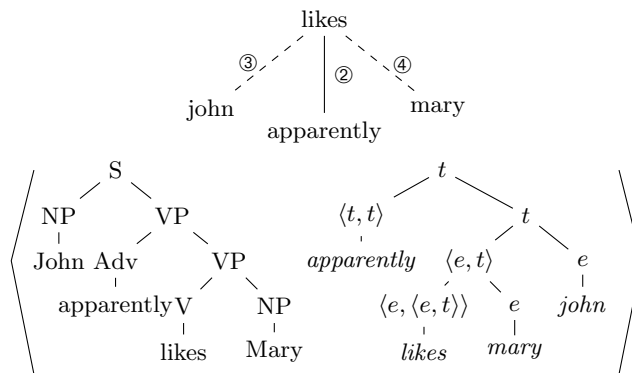 likes
③ ② ④
john mary
apparently
S t
NP VP ⟨t, t⟩ t
John Adv VP apparently ⟨e, t⟩ e
apparently V NP ⟨e, ⟨e, t⟩⟩ e john
likes Mary likes mary